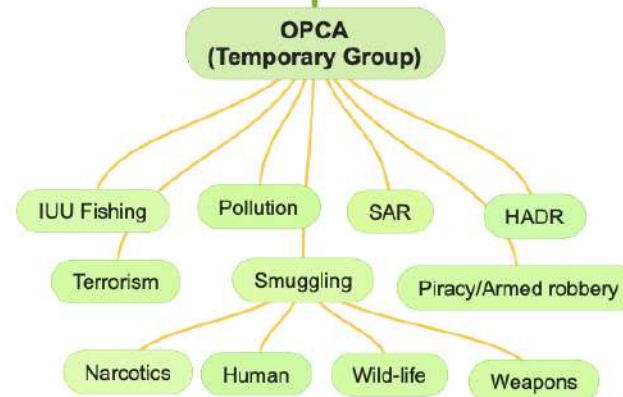 OPCA
(Temporary Group)
IUU Fishing
Pollution
SAR
HADR
Terrorism
Smuggling
Piracy/Armed robbery
Narcotics
Human
Wild-life
Weapons